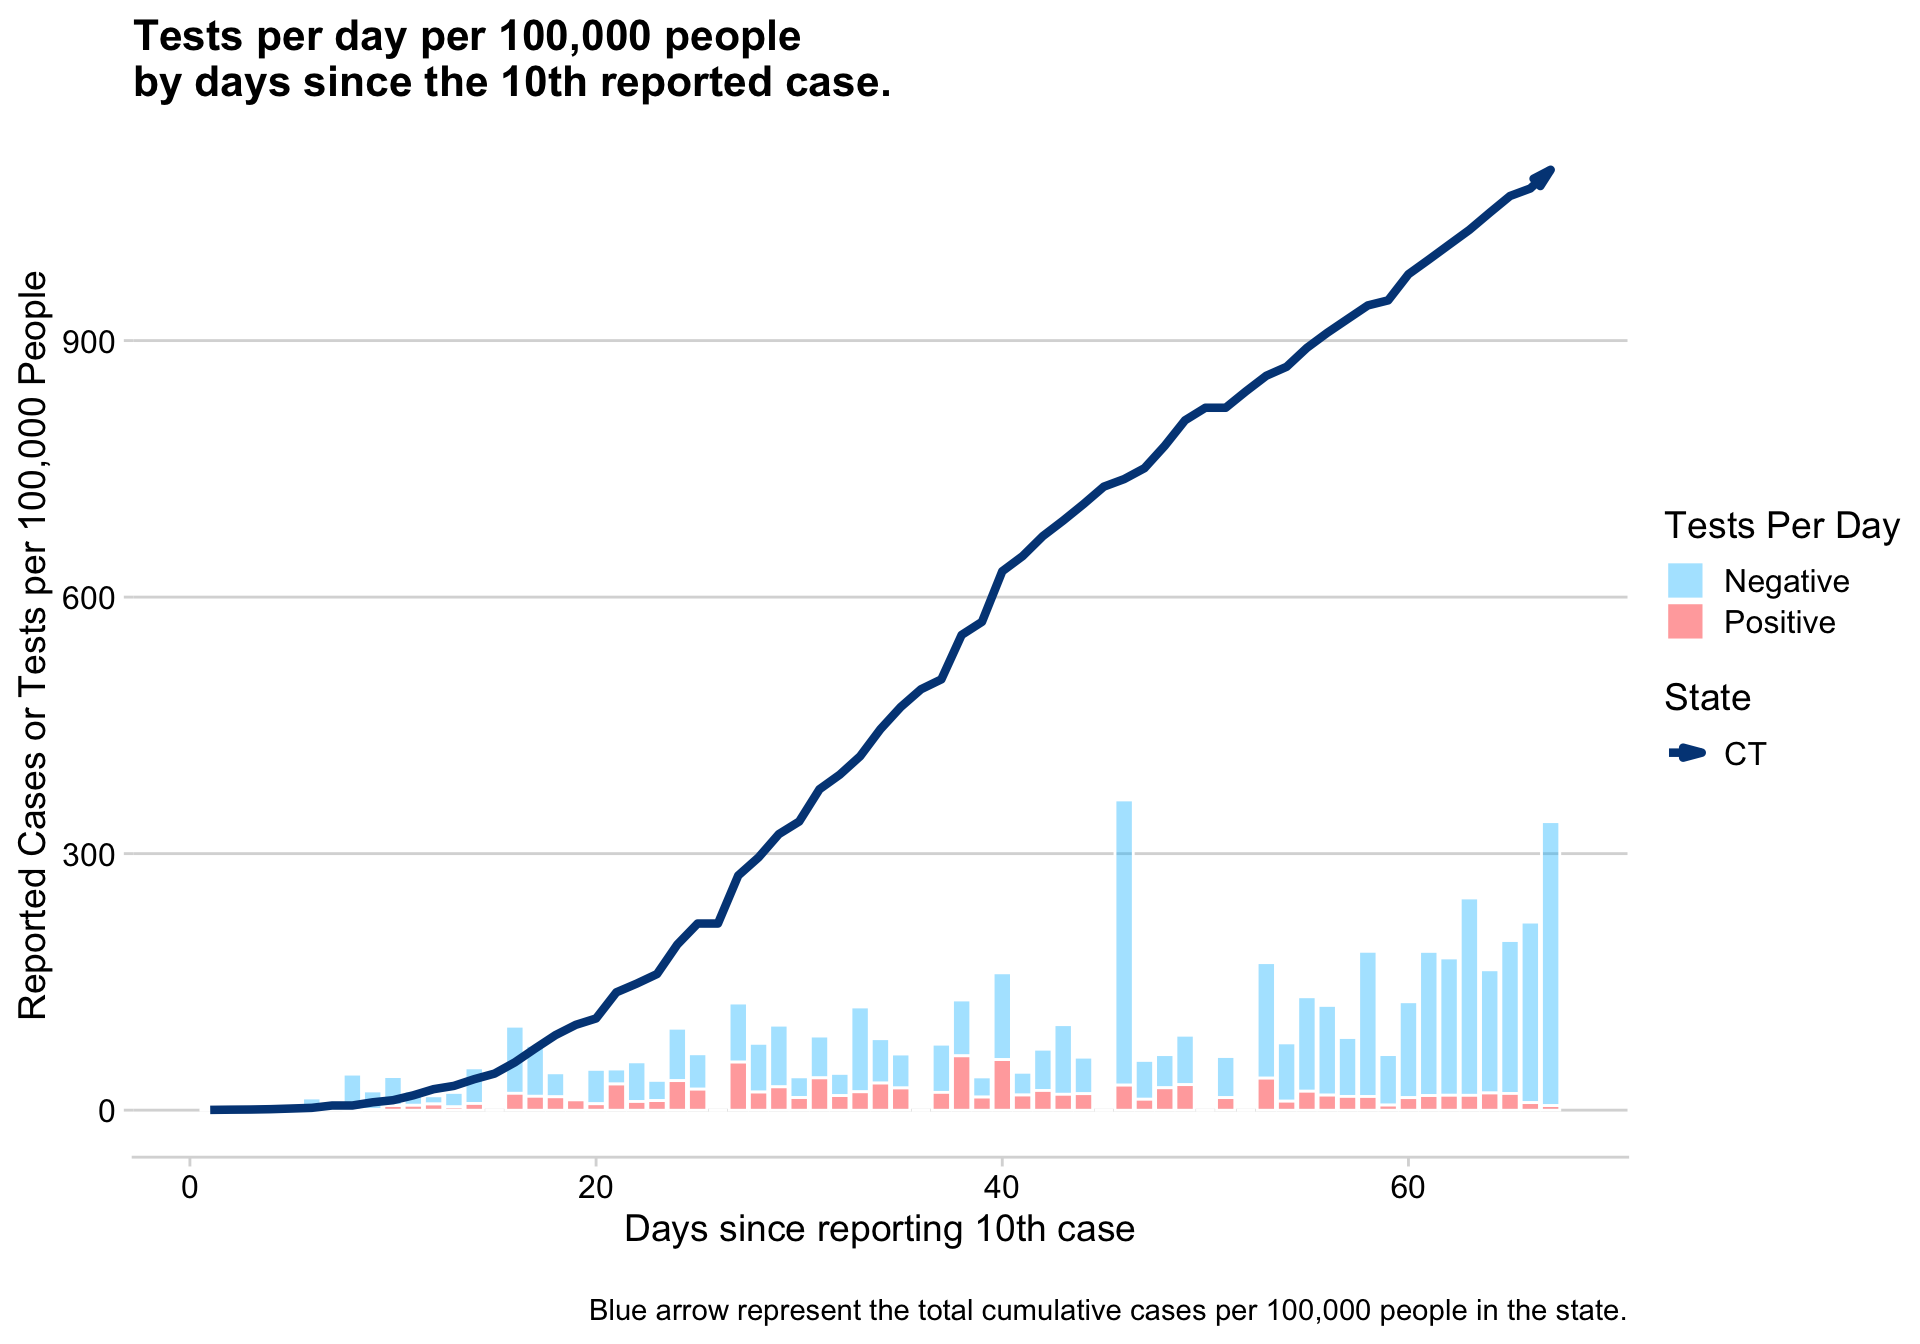 Tests per day per 100,000 people
by days since the 10th reported case.
Reported Cases or Tests per 100,000 People
900
600
300
0
0
20
40
60
Days since reporting 10th case
Tests Per Day
Negative
Positive
State
CT
Blue arrow represent the total cumulative cases per 100,000 people in the state.